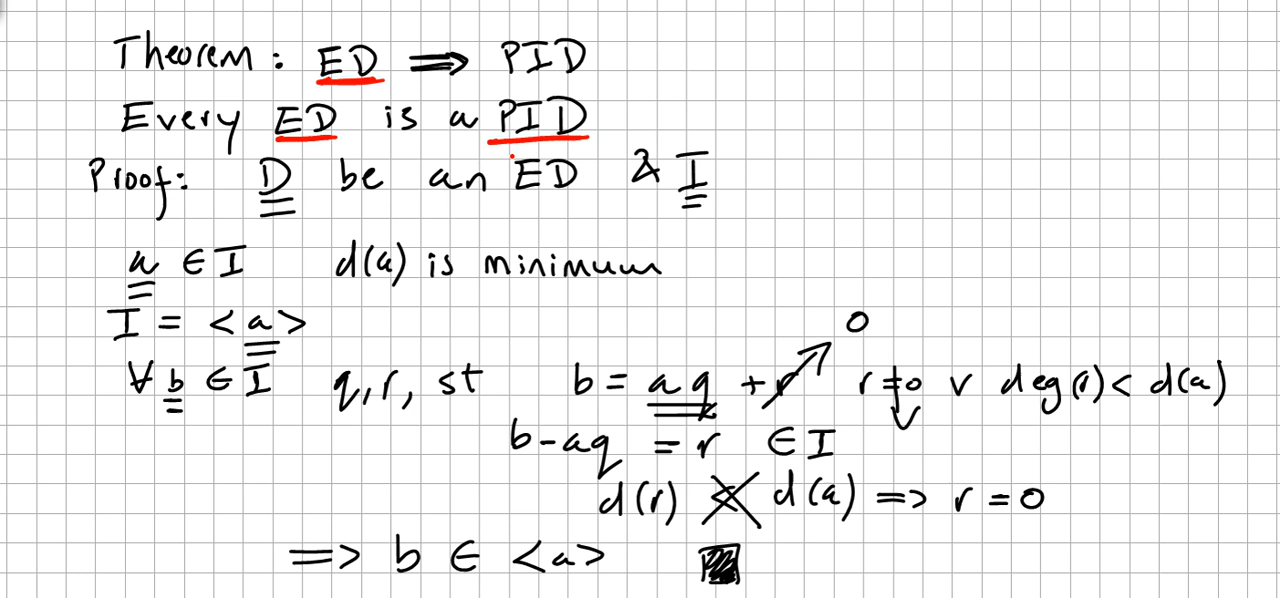 Theorem: ED ⟹ PID
Every ED is a PID
Proof: D be an ED & I
a ∈ I d(a) is minimum
I = <a>
0
∀ b ∈ I q, r, st b = aq + r r = 0 ∨ deg(r) < d(a)
b - aq = r ∈ I
d(r) < d(a) => r = 0
=> b ∈ <a>